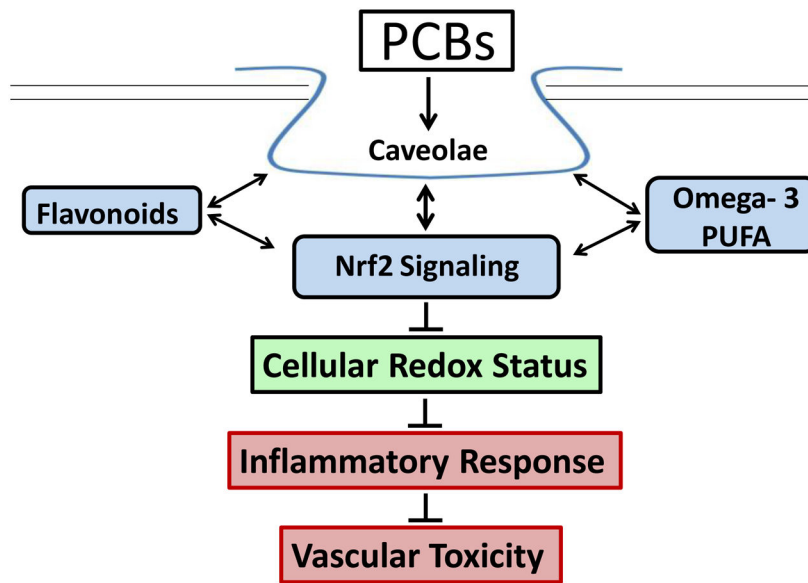 PCBs
Caveolae
Flavonoids
Omega- 3
PUFA
Nrf2 Signaling
Cellular Redox Status
Inflammatory Response
Vascular Toxicity